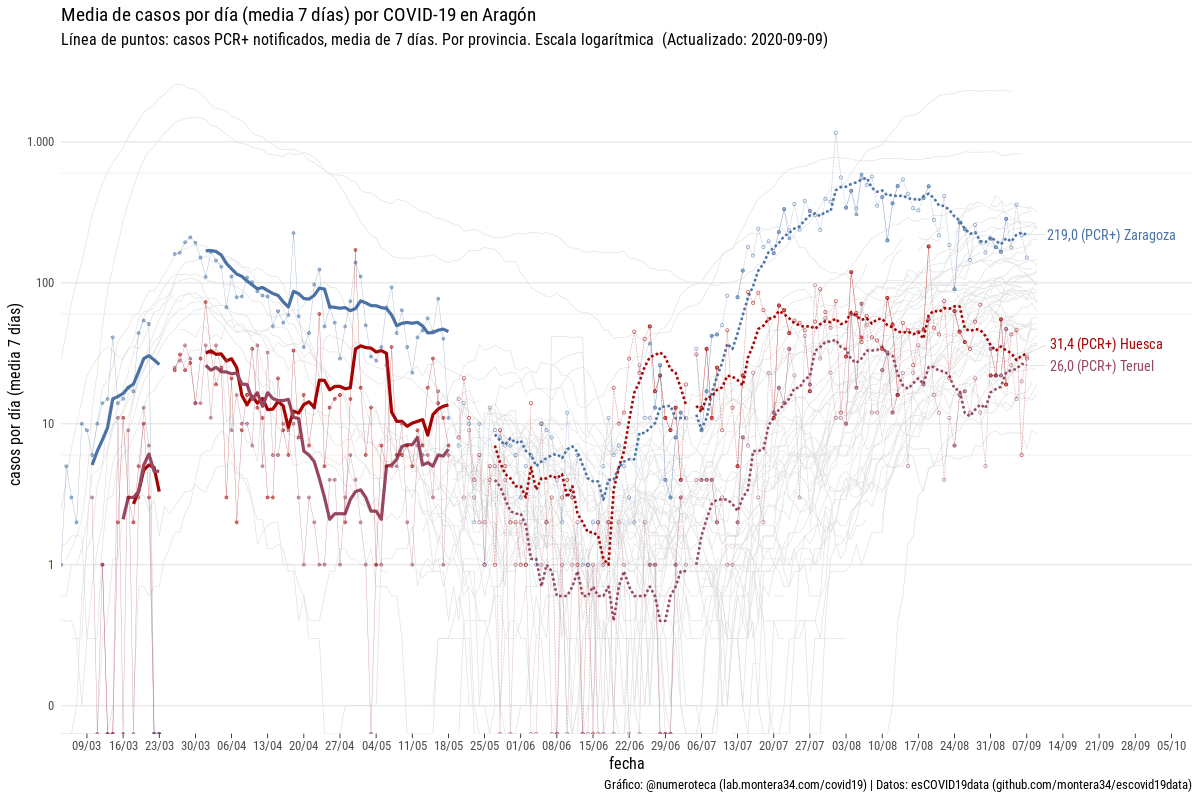 Media de casos por día (media 7 días) por COVID-19 en Aragón
Línea de puntos: casos PCR+ notificados, media de 7 días. Por provincia. Escala logarítmica (Actualizado: 2020-09-09)
casos por día (media 7 días)
1.000
100
10
1
0
219,0 (PCR+) Zaragoza
31,4 (PCR+) Huesca
26,0 (PCR+) Teruel
09/03 16/03 23/03 30/03 06/04 13/04 20/04 27/04 4/05 11/05 18/05 25/05 01/06 08/06 15/06 22/06 29/06 06/07 13/07 20/07 27/07 03/08 10/08 17/08 24/08 31/08 07/09 14/09 21/09 28/09 05/10
fecha
Gráfico: @numeroteca (lab.montera34.com/covid19) | Datos: esCOVID19data (github.com/montera34/escovid19data)